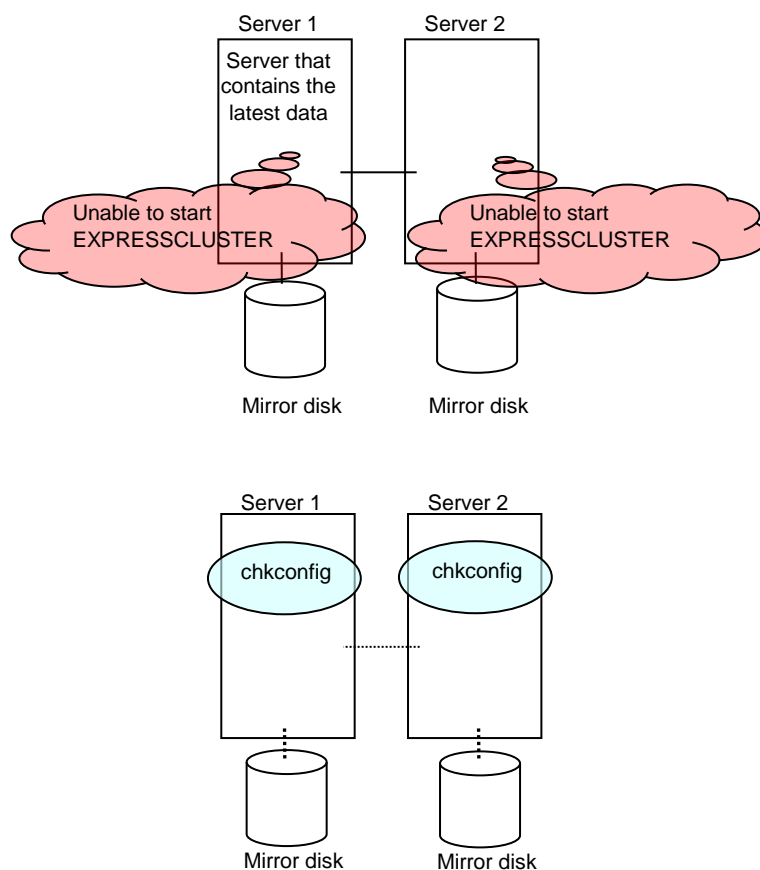 Server 1
Server 2
Server that
contains the
latest data
Unable to start
EXPRESSCLUSTER
Unable to start
EXPRESSCLUSTER
Mirror disk
Mirror disk
Server 1
Server 2
chkconfig
chkconfig
Mirror disk
Mirror disk